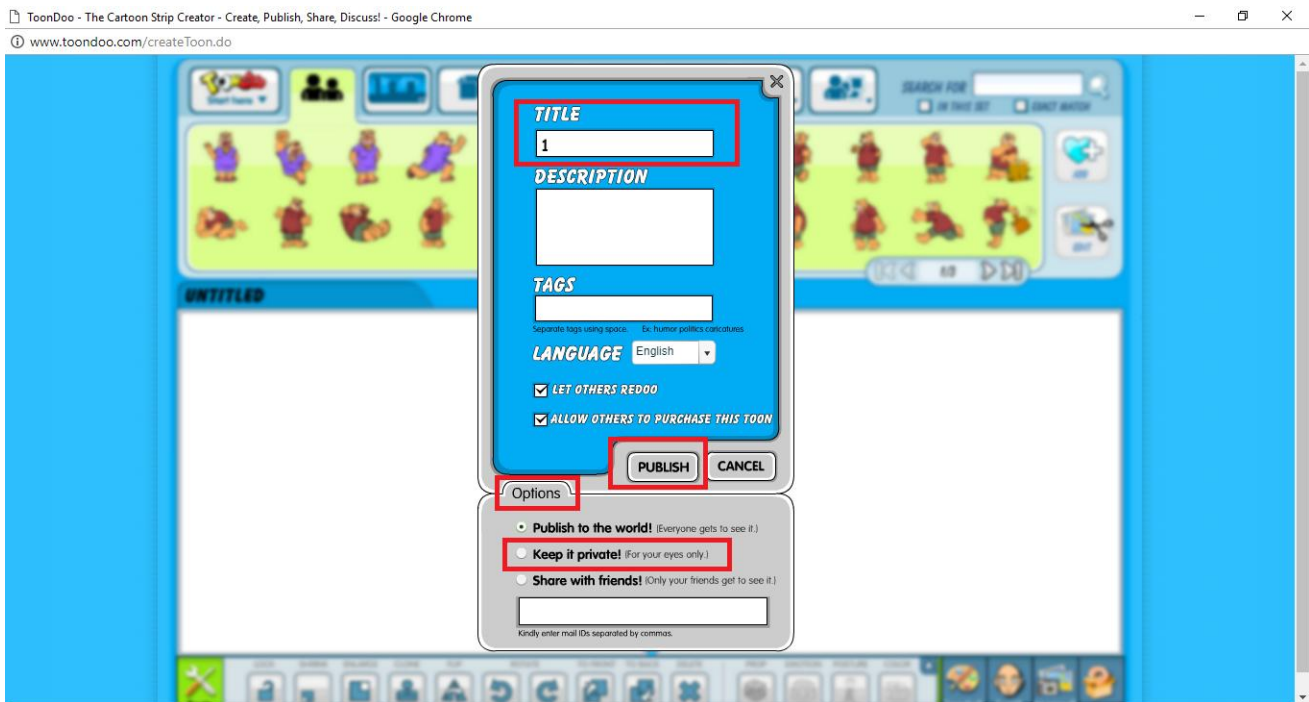 ToonDoo - The Cartoon Strip Creator - Create, Publish, Share, Discuss! - Google Chrome
www.toondoo.com/createToon.do
SEARCH FOR
IN THIS SET EXACT MATCH
TITLE
1
DESCRIPTION
ADD
EDIT
1/3
TAGS
UNTITLED
Separate tags using space. Ex: humor politics caricatures
LANGUAGE English
LET OTHERS REDOO
ALLOW OTHERS TO PURCHASE THIS TOON
PUBLISH CANCEL
Options
Publish to the world! (Everyone gets to see it.)
Keep it private! (For your eyes only.)
Share with friends! (Only your friends get to see it.)
Kindly enter mail IDs separated by commas.